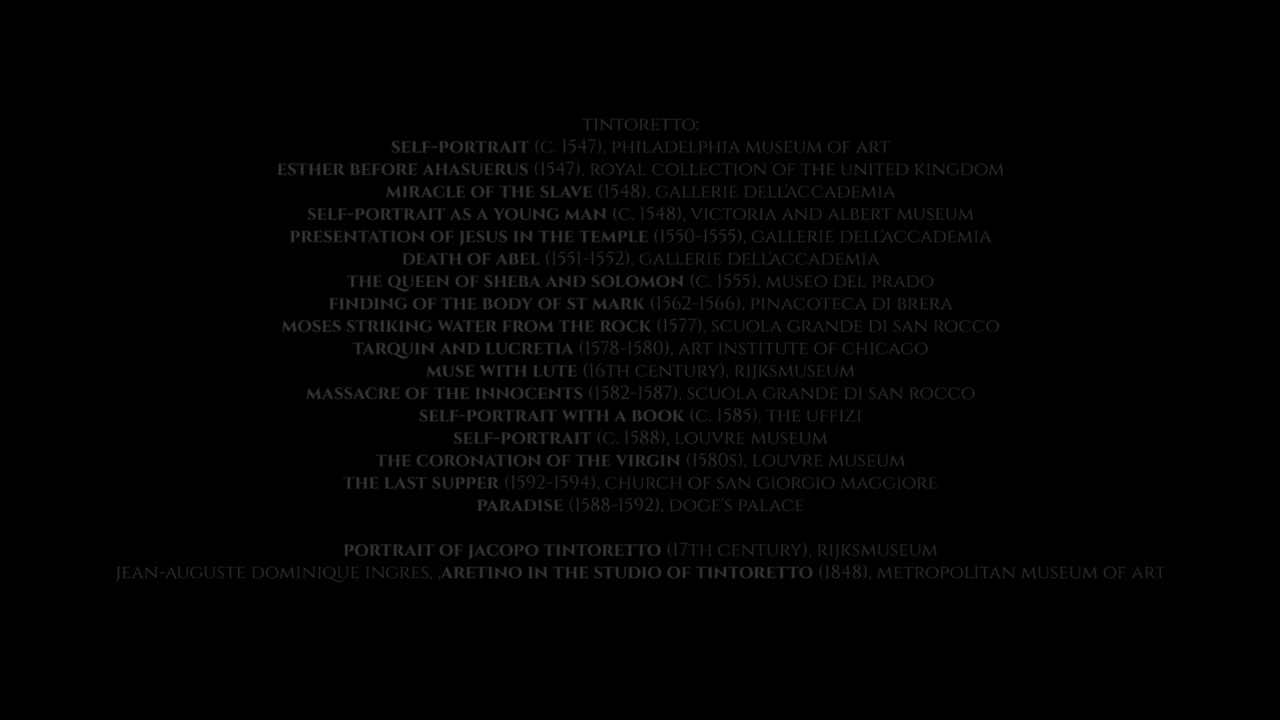 TINTORETTO:
SELF-PORTRAIT (C. 1547), PHILADELPHIA MUSEUM OF ART
ESTHER BEFORE AHASUERUS (1547), ROYAL COLLECTION OF THE UNITED KINGDOM
MIRACLE OF THE SLAVE (1548), GALLERIE DELL'ACCADEMIA
SELF-PORTRAIT AS A YOUNG MAN (C. 1548), VICTORIA AND ALBERT MUSEUM
PRESENTATION OF JESUS IN THE TEMPLE (1550-1555), GALLERIE DELL'ACCADEMIA
DEATH OF ABEL (1551-1552), GALLERIE DELL'ACCADEMIA
THE QUEEN OF SHEBA AND SOLOMON (C. 1555), MUSEO DEL PRADO
FINDING OF THE BODY OF ST MARK (1562-1566), PINACOTECA DI BRERA
MOSES STRIKING WATER FROM THE ROCK (1577), SCUOLA GRANDE DI SAN ROCCO
TARQUIN AND LUCRETIA (1578-1580), ART INSTITUTE OF CHICAGO
MUSE WITH LUTE (16TH CENTURY), RIJKSMUSEUM
MASSACRE OF THE INNOCENTS (1582-1587), SCUOLA GRANDE DI SAN ROCCO
SELF-PORTRAIT WITH A BOOK (C. 1585), THE UFFIZI
SELF-PORTRAIT (C. 1588), LOUVRE MUSEUM
THE CORONATION OF THE VIRGIN (1580S), LOUVRE MUSEUM
THE LAST SUPPER (1592-1594), CHURCH OF SAN GIORGIO MAGGIORE
PARADISE (1588-1592), DOGE'S PALACE
PORTRAIT OF JACOPO TINTORETTO (17TH CENTURY), RIJKSMUSEUM
JEAN-AUGUSTE DOMINIQUE INGRES, ,ARETINO IN THE STUDIO OF TINTORETTO (1848), METROPOLITAN MUSEUM OF ART